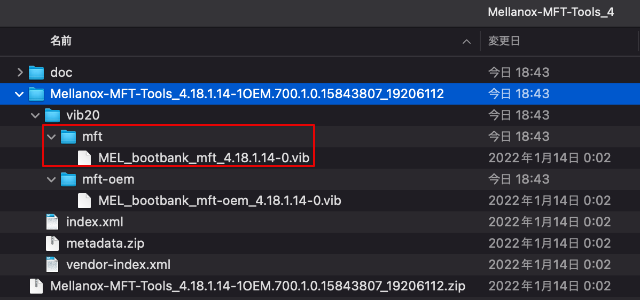 Mellanox-MFT-Tools_4
名前 変更日
doc 今日 18:43
Mellanox-MFT-Tools_4.18.1.14-1OEM.700.1.0.15843807_19206112 今日 18:43
vib20 今日 18:43
mft 今日 18:43
MEL_bootbank_mft_4.18.1.14-0.vib 2022年1月14日 0:02
mft-oem 今日 18:43
MEL_bootbank_mft-oem_4.18.1.14-0.vib 2022年1月14日 0:02
index.xml 2022年1月14日 0:02
metadata.zip 2022年1月14日 0:02
vendor-index.xml 2022年1月14日 0:02
Mellanox-MFT-Tools_4.18.1.14-1OEM.700.1.0.15843807_19206112.zip 2022年1月14日 0:02